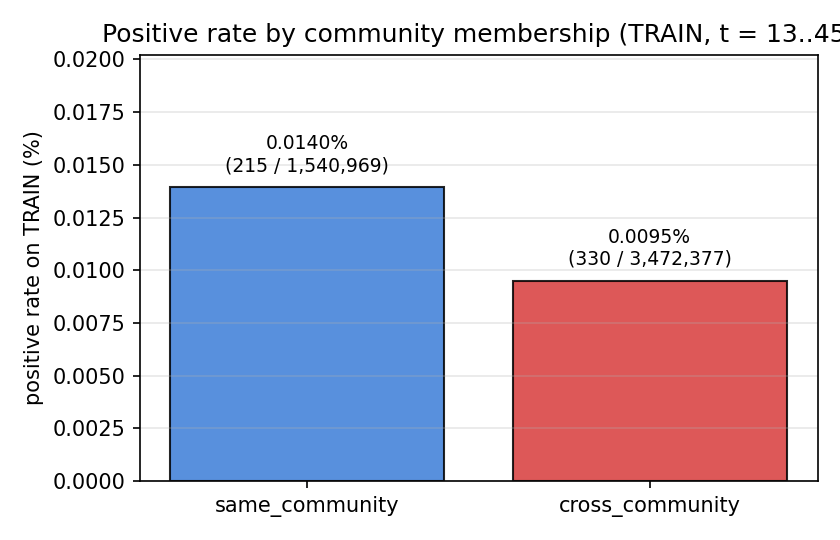 Positive rate by community membership (TRAIN, t = 13..45
0.0200
0.0175
0.0150
0.0125
0.0100
0.0075
0.0050
0.0025
0.0000
positive rate on TRAIN (%)
0.0140%
(215 / 1,540,969)
0.0095%
(330 / 3,472,377)
same_community
cross_community